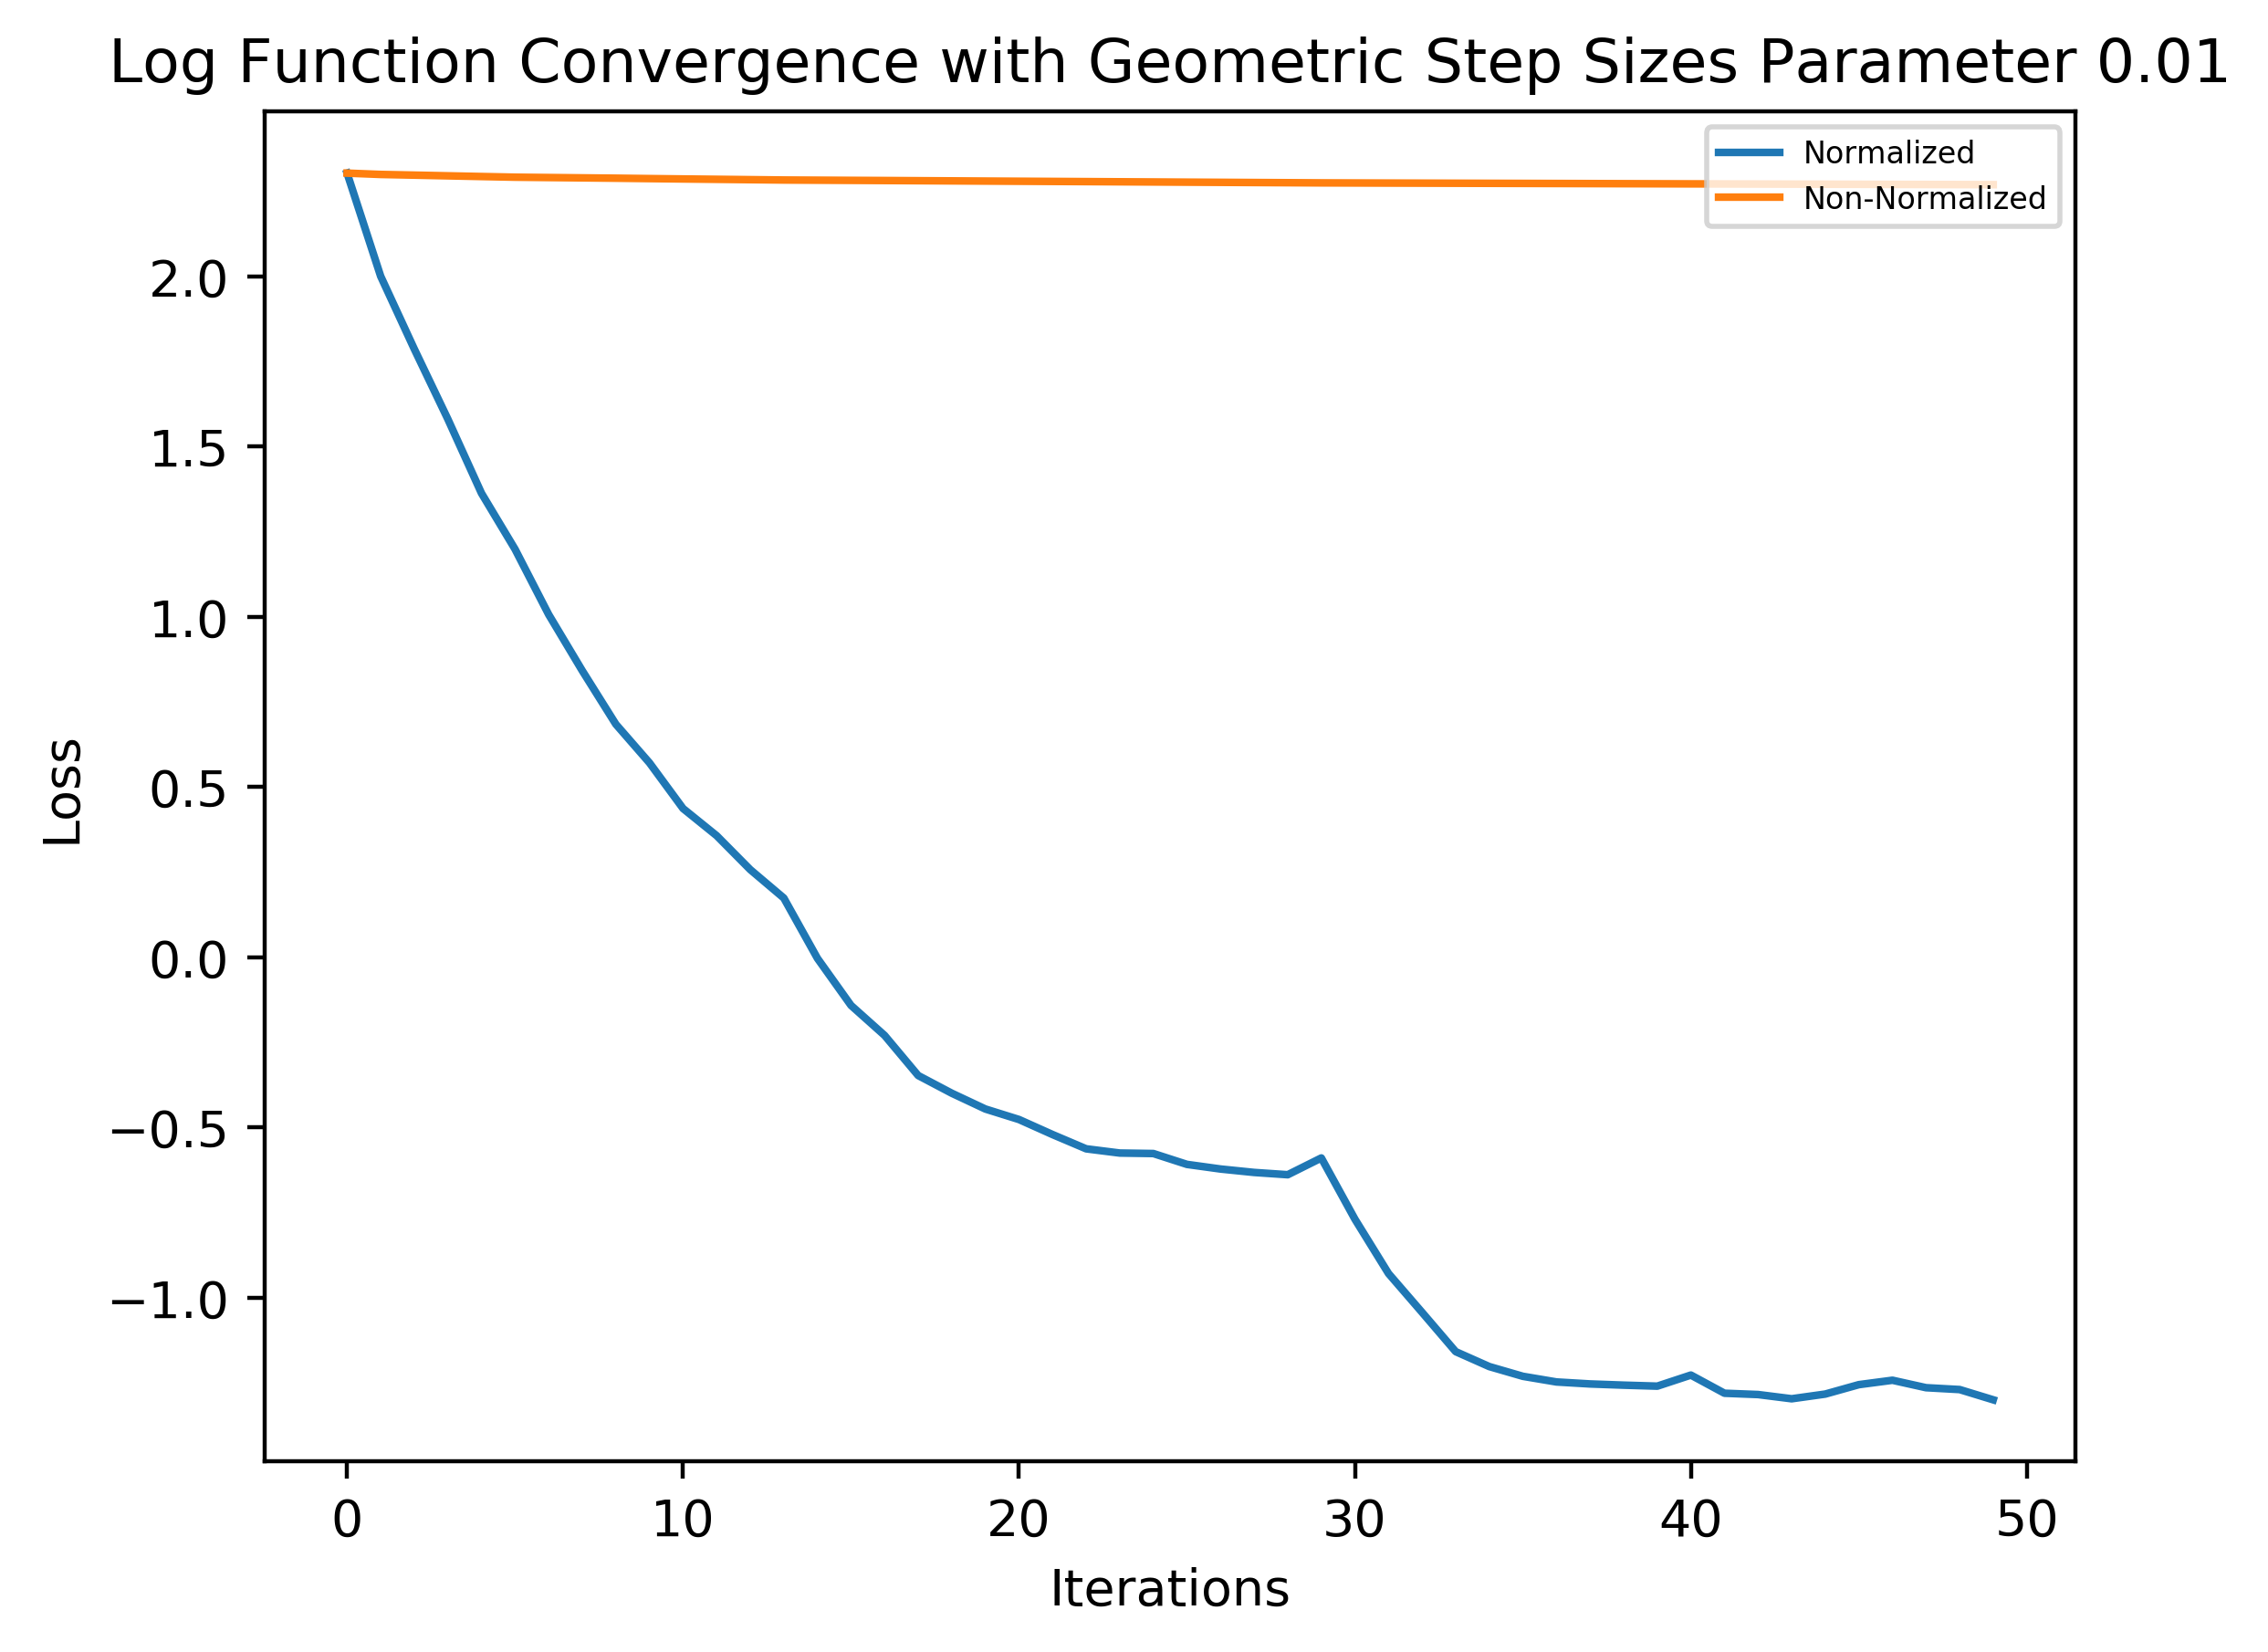 Log Function Convergence with Geometric Step Sizes Parameter 0.01
Normalized
Non-Normalized
2.0
1.5
1.0
0.5
0.0
−0.5
−1.0
Loss
0 10 20 30 40 50
Iterations